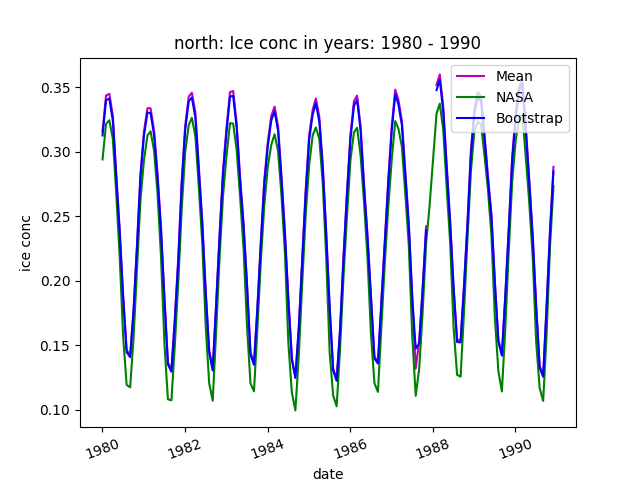 north: Ice conc in years: 1980 - 1990
Mean
NASA
Bootstrap
ice conc
0.35
0.30
0.25
0.20
0.15
0.10
1980 1982 1984 1986 1988 1990
date